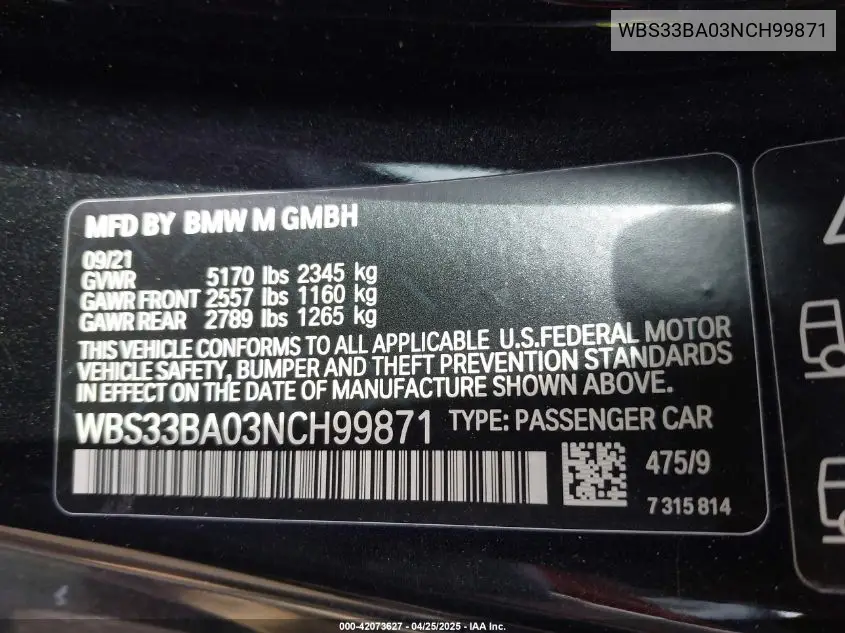 WBS33BA03NCH99871
MFD BY BMW M GMBH
09/21
GVWR 5170 lbs 2345 kg
GAWR FRONT 2557 lbs 1160 kg
GAWR REAR 2789 lbs 1265 kg
THIS VEHICLE CONFORMS TO ALL APPLICABLE U.S.FEDERAL MOTOR
VEHICLE SAFETY, BUMPER AND THEFT PREVENTION STANDARDS
IN EFFECT ON THE DATE OF MANUFACTURE SHOWN ABOVE.
WBS33BA03NCH99871 TYPE: PASSENGER CAR
475/9
7 315 814
000-42073627 - 04/25/2025 - IAA Inc.